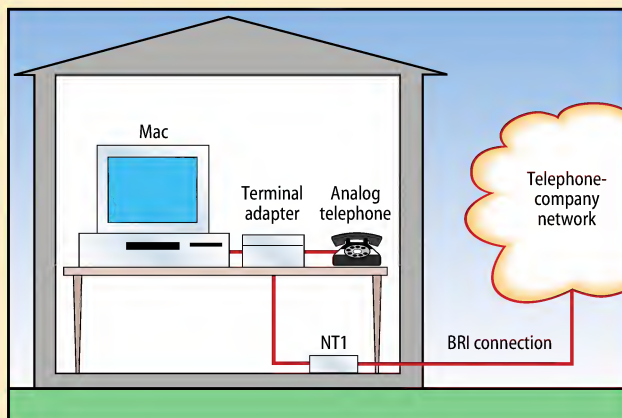 Mac
Terminal
adapter
Analog
telephone
Telephone-
company
network
NT1
BRI connection